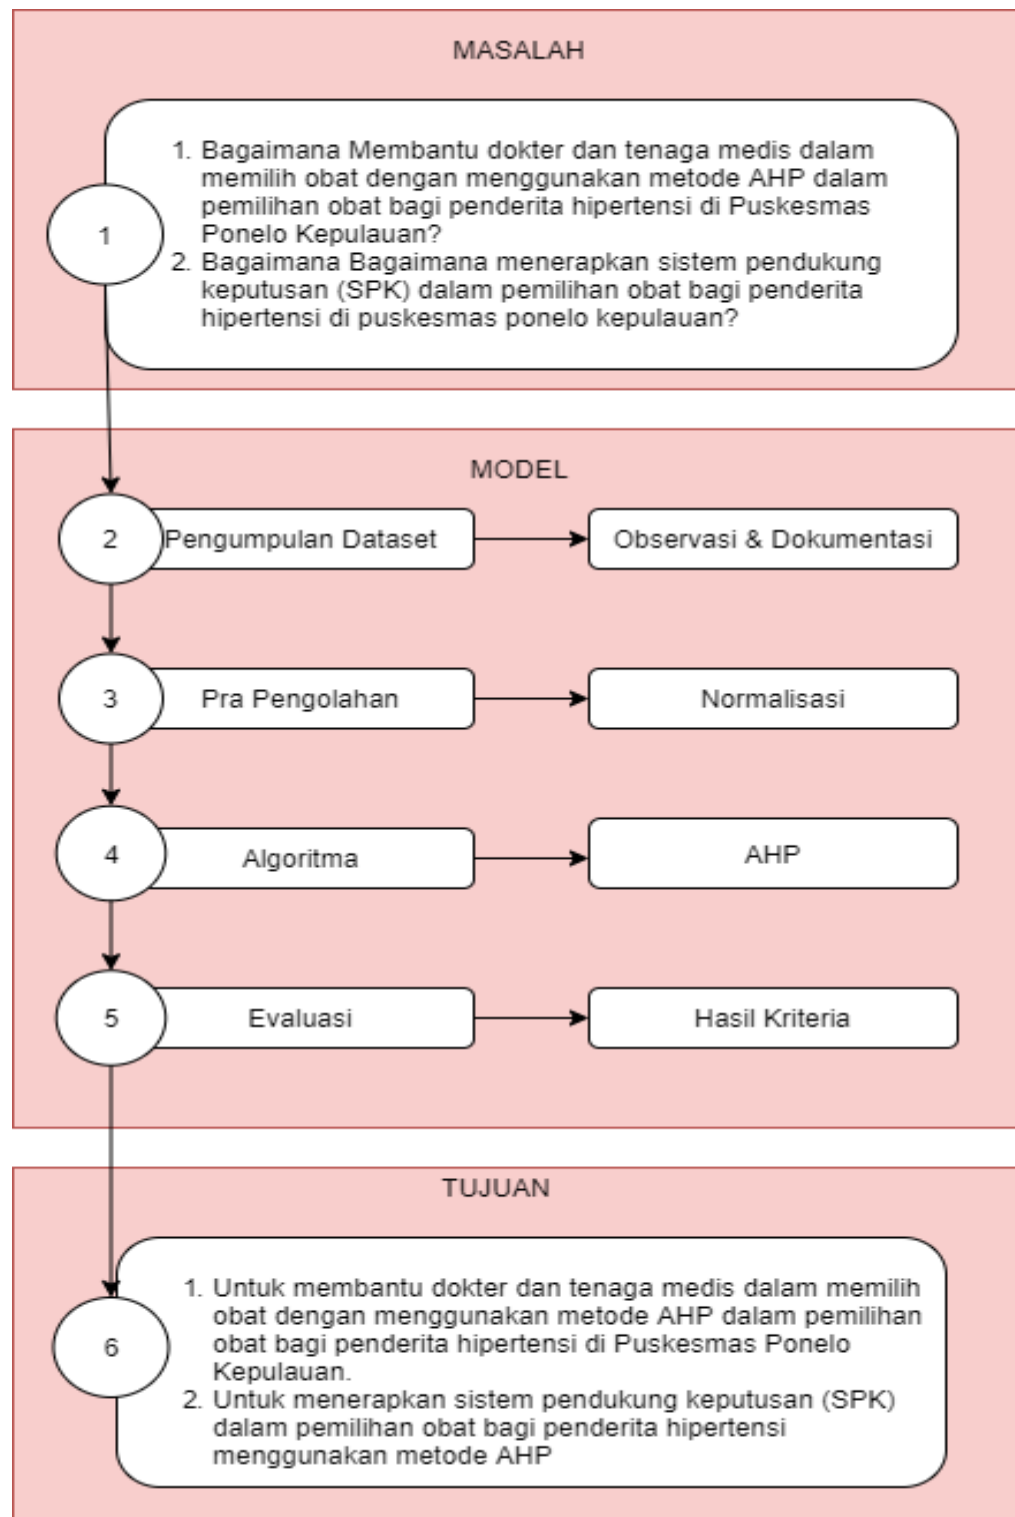 MASALAH
1
1. Bagaimana Membantu dokter dan tenaga medis dalam
memilih obat dengan menggunakan metode AHP dalam
pemilihan obat bagi penderita hipertensi di Puskesmas
Ponelo Kepulauan?
2. Bagaimana Bagaimana menerapkan sistem pendukung
keputusan (SPK) dalam pemilihan obat bagi penderita
hipertensi di puskesmas ponelo kepulauan?
MODEL
2 Pengumpulan Dataset Observasi & Dokumentasi
3 Pra Pengolahan Normalisasi
4 Algoritma AHP
5 Evaluasi Hasil Kriteria
TUJUAN
6
1. Untuk membantu dokter dan tenaga medis dalam memilih
obat dengan menggunakan metode AHP dalam pemilihan
obat bagi penderita hipertensi di Puskesmas Ponelo
Kepulauan.
2. Untuk menerapkan sistem pendukung keputusan (SPK)
dalam pemilihan obat bagi penderita hipertensi
menggunakan metode AHP